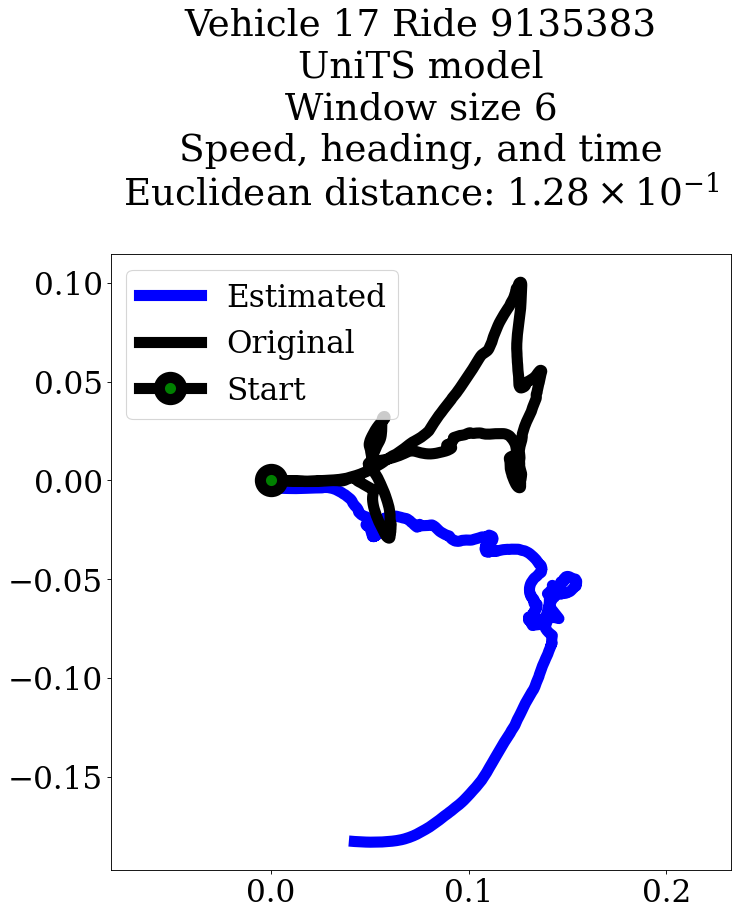 Vehicle 17 Ride 9135383
UniTS model
Window size 6
Speed, heading, and time
Euclidean distance: 1.28 × 10⁻¹
Estimated
Original
Start
0.10
0.05
0.00
−0.05
−0.10
−0.15
0.0 0.1 0.2